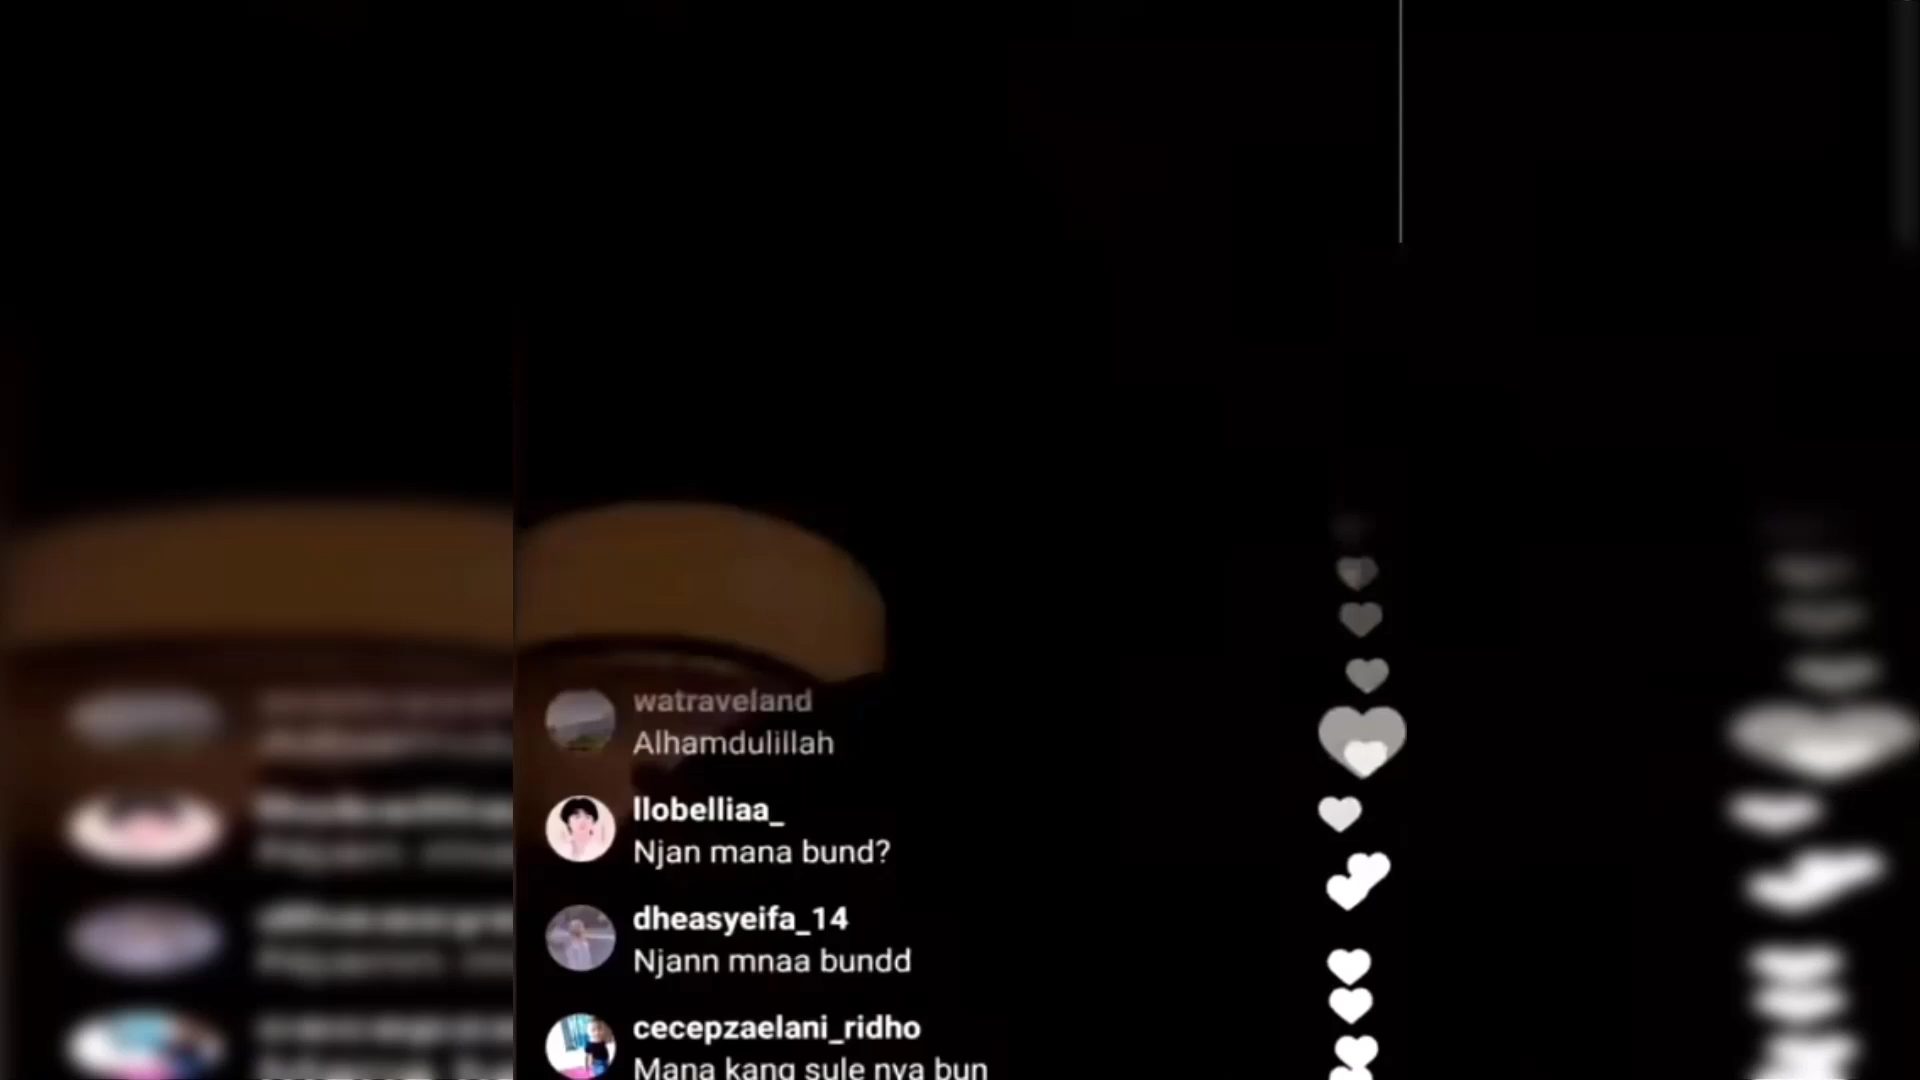 watraveland
Alhamdulillah
llobelliaa_
Njan mana bund?
dheasyeifa_14
Njann mnaa bundd
cecepzaelani_ridho
Mana kang sule nya bun